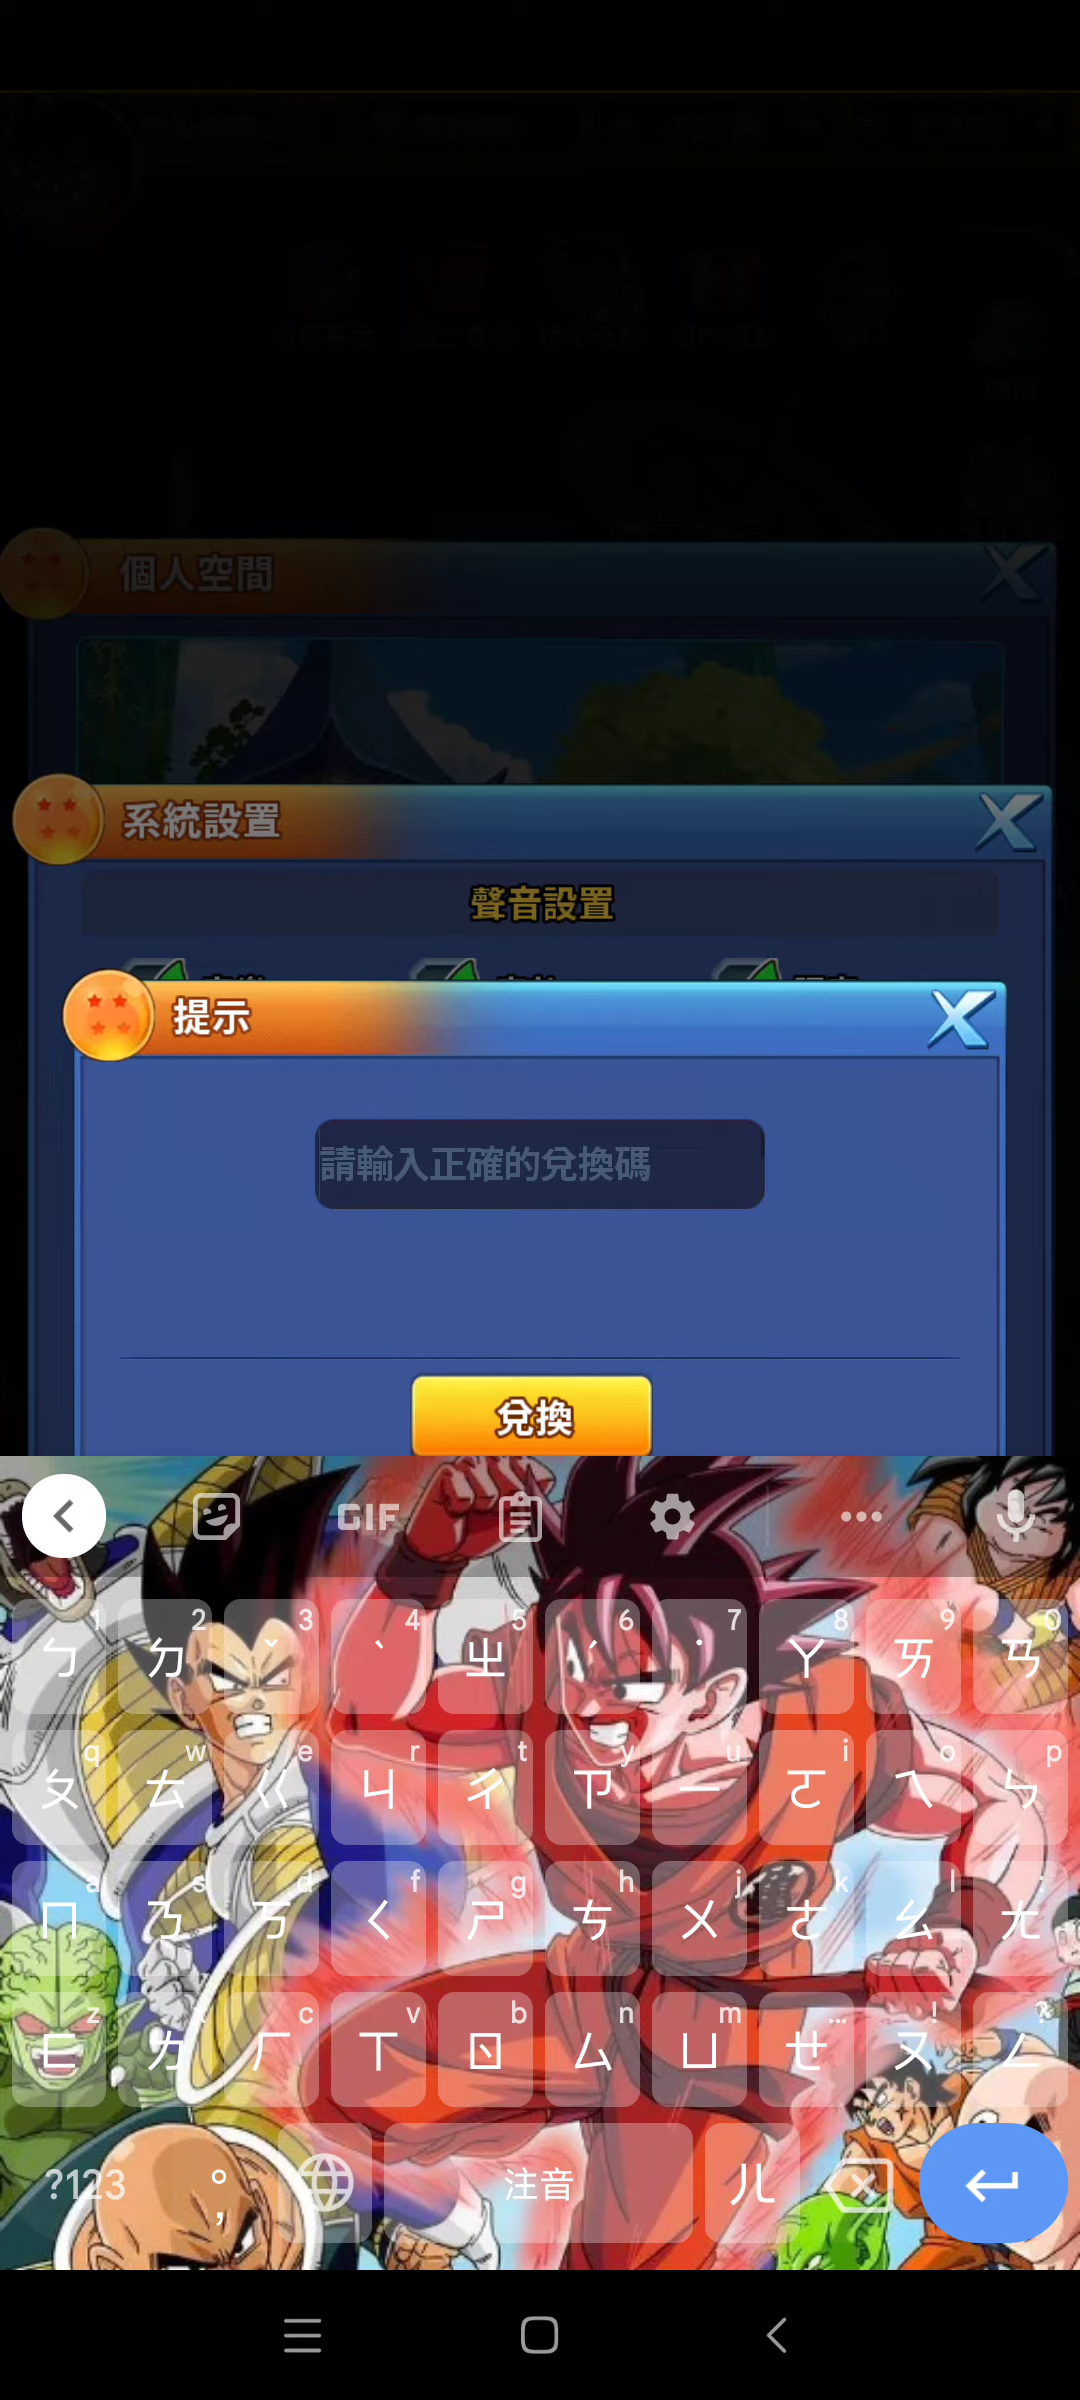 個人空間
系統設置
聲音設置
提示
請輸入正確的兌換碼
兌換
GIF
1 2 3 4 5 6 7 8 9 0
ㄅ ㄉ ˇ ˋ ㄓ ˊ ˙ ㄚ ㄞ ㄢ
q w e r t y u i o p
ㄆ ㄊ ㄍ ㄐ ㄔ ㄗ ㄧ ㄛ ㄟ ㄣ
a s d f g h j k l :
ㄇ ㄋ ㄎ ㄑ ㄕ ㄘ ㄨ ㄜ ㄠ ㄤ
z x c v b n m … ! ?
ㄈ ㄌ ㄏ ㄒ ㄖ ㄙ ㄩ ㄝ ㄡ ㄥ
?123 °, 注音 ㄦ